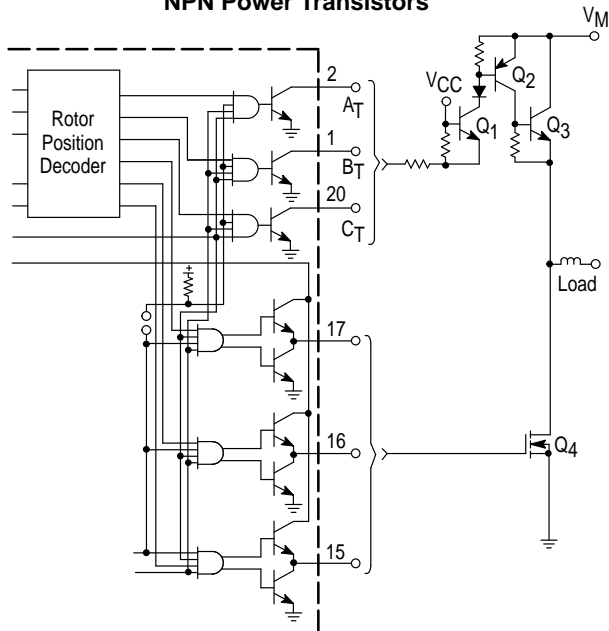 NPN Power Transistors
VM
2
AT
VCC
Q2
Q1
Q3
Rotor
Position
Decoder
1
BT
20
CT
+
Load
17
16
Q4
15